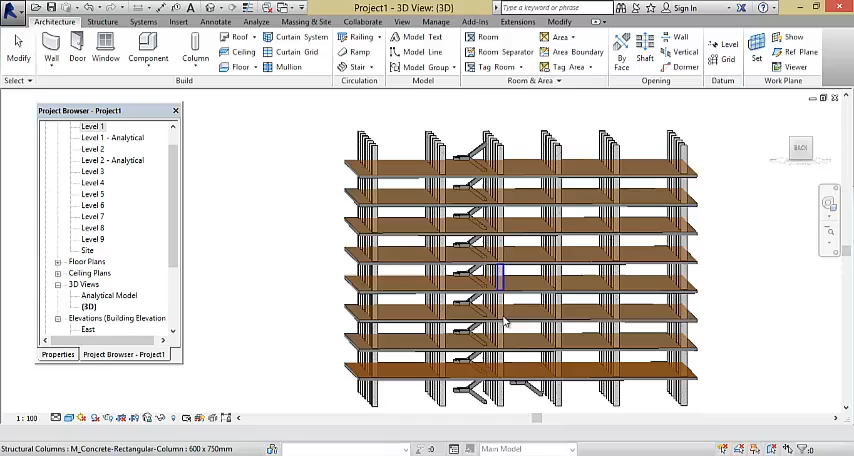 Project1 - 3D View: {3D}
Type a keyword or phrase
Sign In
Architecture Structure Systems Insert Annotate Analyze Massing & Site Collaborate View Manage Add-Ins Extensions Modify
Modify
Wall
Door
Window
Component
Column
Roof
Ceiling
Floor
Curtain System
Curtain Grid
Mullion
Railing
Ramp
Stair
Model Text
Model Line
Model Group
Room
Room Separator
Tag Room
Area
Area Boundary
Tag Area
By Face
Shaft
Wall
Vertical
Dormer
Level
Grid
Set
Show
Ref Plane
Viewer
Select
Build
Circulation
Model
Room & Area
Opening
Datum
Work Plane
Project Browser - Project1
Level 1
Level 1 - Analytical
Level 2
Level 2 - Analytical
Level 3
Level 4
Level 5
Level 6
Level 7
Level 8
Level 9
Site
Floor Plans
Ceiling Plans
3D Views
Analytical Model
{3D}
Elevations (Building Elevation
East
Properties
Project Browser - Project1
BACK
1 : 100
Structural Columns : M_Concrete-Rectangular-Column : 600 x 750mm
:0
Main Model
:0